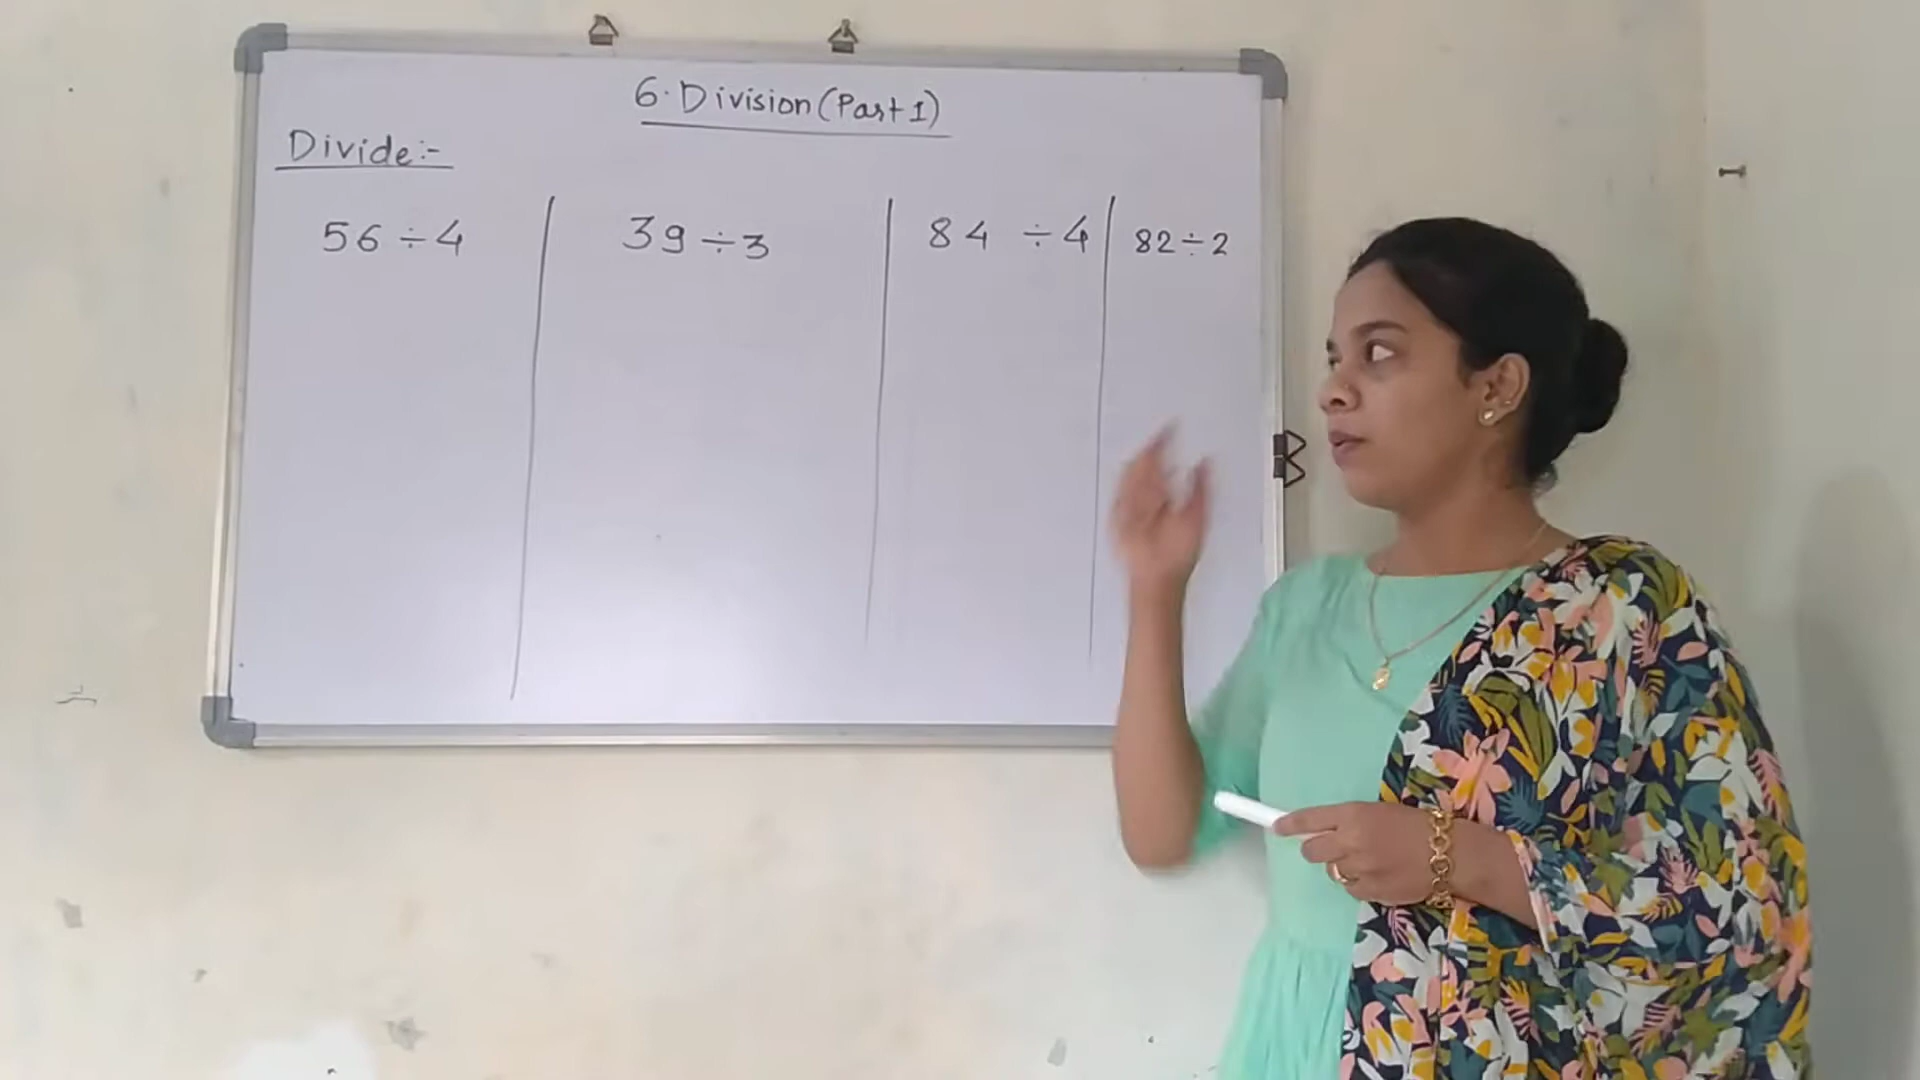 6. Division (Part 1)
Divide:-
56 ÷ 4
39 ÷ 3
84 ÷ 4
82 ÷ 2